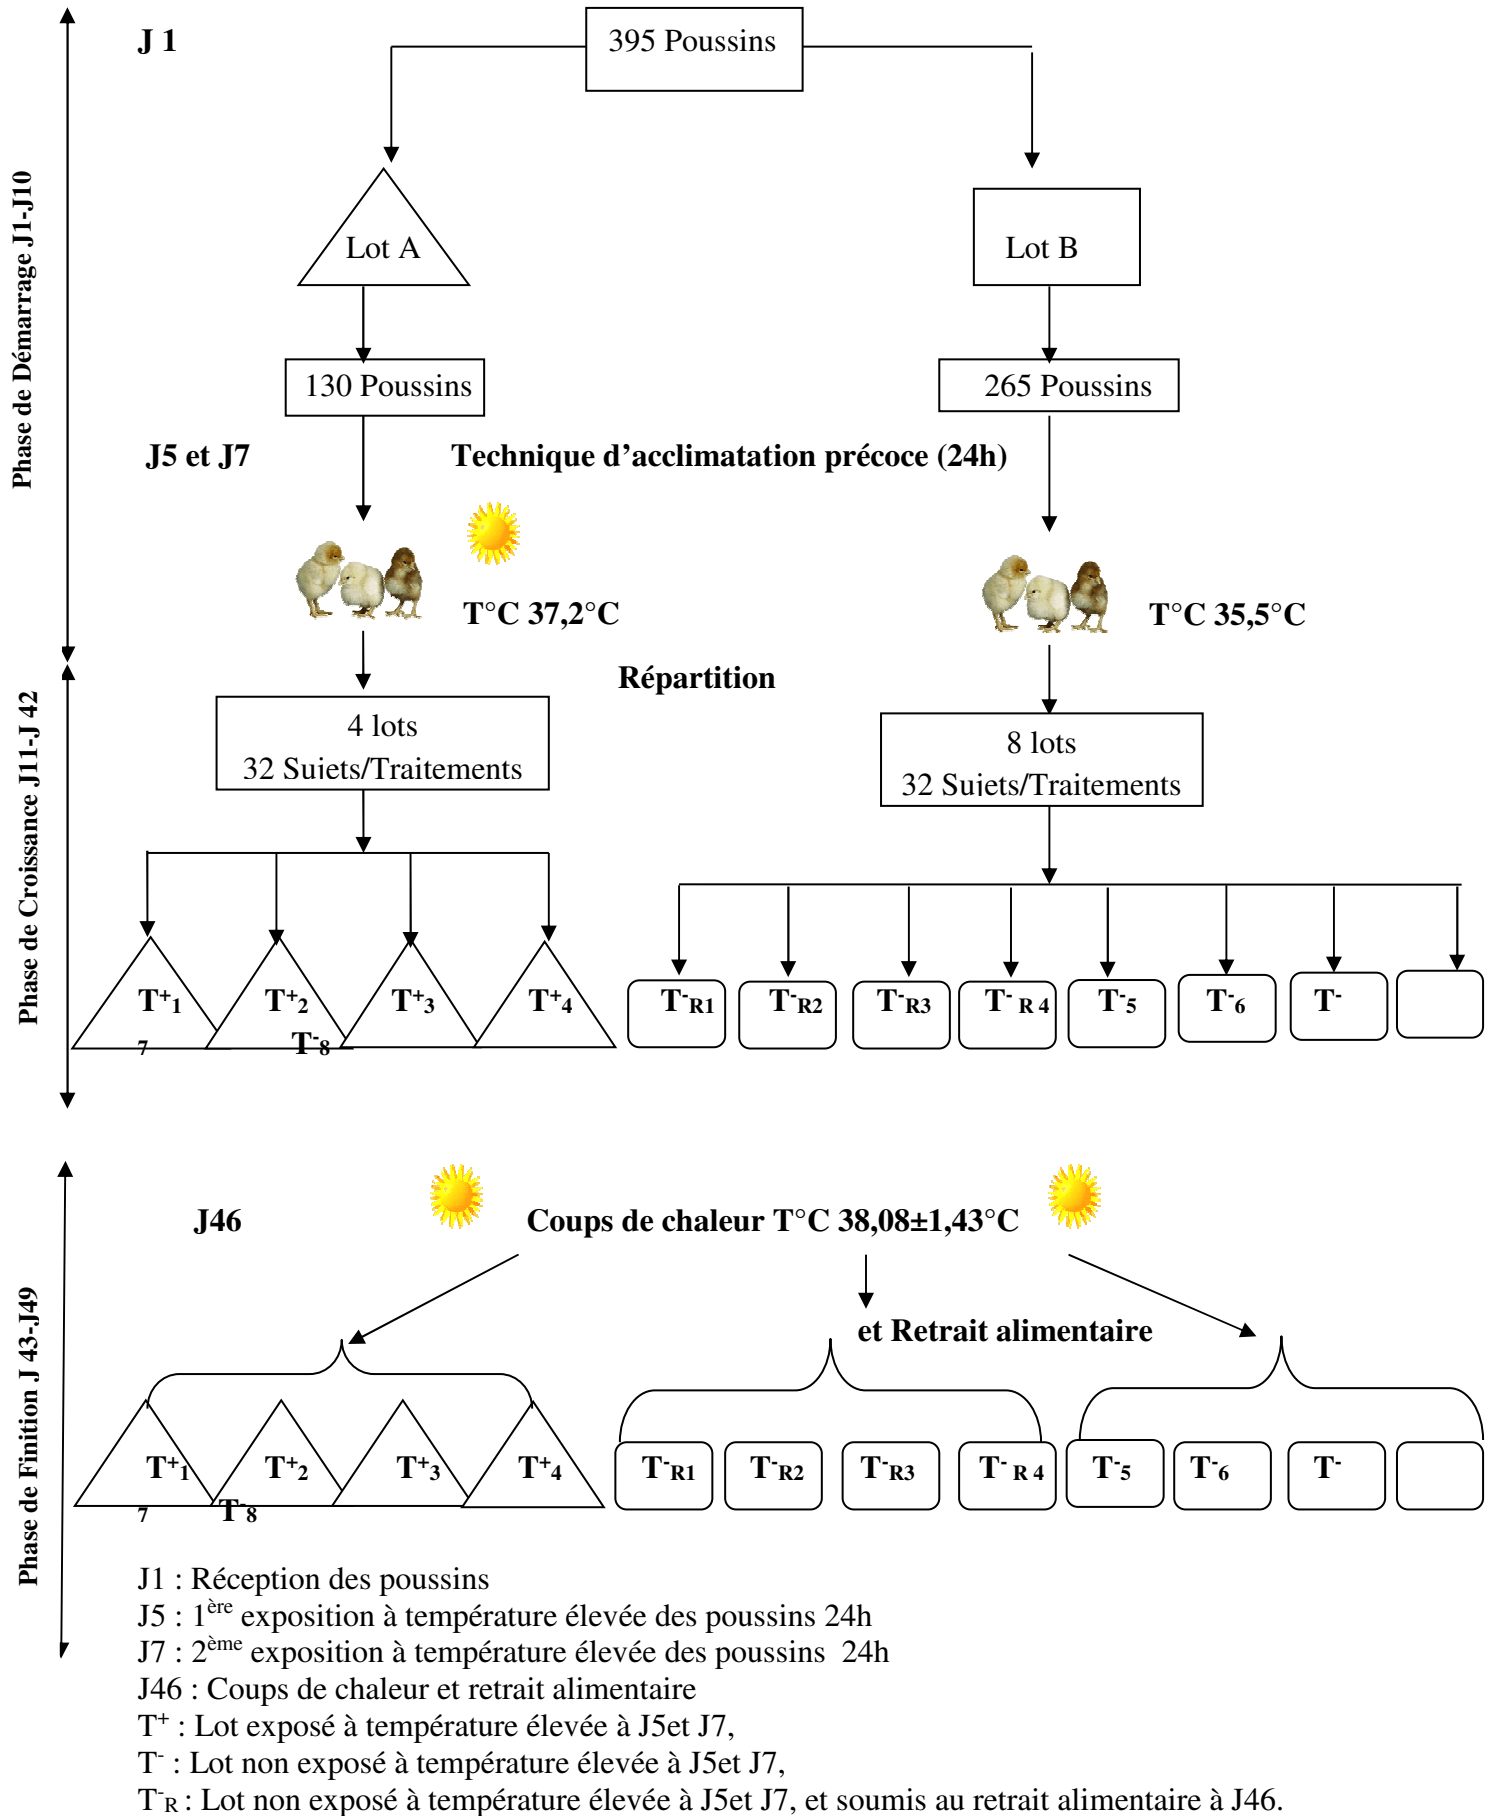 J 1
395 Poussins
Phase de Démarrage J1-J10
Lot A
Lot B
130 Poussins
265 Poussins
J5 et J7
Technique d’acclimatation précoce (24h)
T°C 37,2°C
T°C 35,5°C
Répartition
Phase de Croissance J11-J 42
4 lots
32 Sujets/Traitements
8 lots
32 Sujets/Traitements
T+1 T+2 T+3 T+4 T-R1 T-R2 T-R3 T- R 4 T-5 T-6 T-
7 T-8
Phase de Finition J 43-J49
J46
Coups de chaleur T°C 38,08±1,43°C
et Retrait alimentaire
T+1 T+2 T+3 T+4 T-R1 T-R2 T-R3 T- R 4 T-5 T-6 T-
7 T-8
J1 : Réception des poussins
J5 : 1ère exposition à température élevée des poussins 24h
J7 : 2ème exposition à température élevée des poussins 24h
J46 : Coups de chaleur et retrait alimentaire
T+ : Lot exposé à température élevée à J5et J7,
T- : Lot non exposé à température élevée à J5et J7,
T-R : Lot non exposé à température élevée à J5et J7, et soumis au retrait alimentaire à J46.